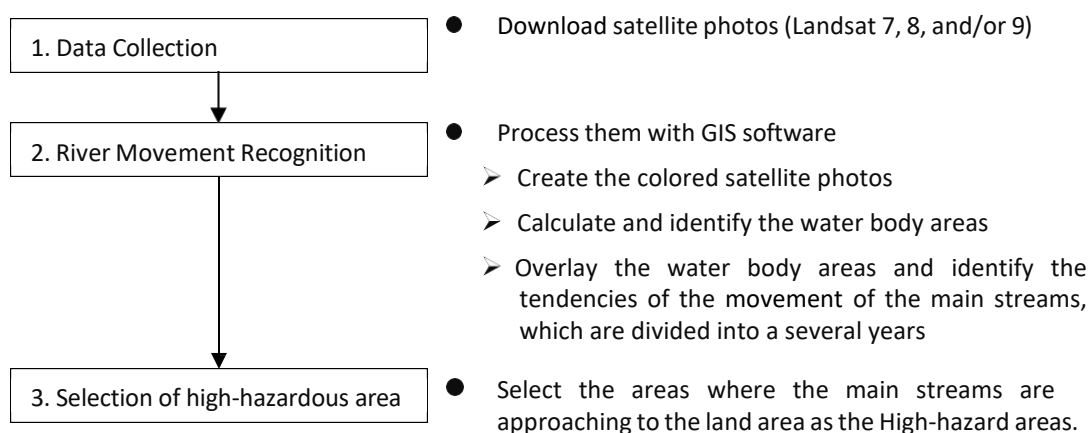 1. Data Collection
● Download satellite photos (Landsat 7, 8, and/or 9)
2. River Movement Recognition
● Process them with GIS software
➢ Create the colored satellite photos
➢ Calculate and identify the water body areas
➢ Overlay the water body areas and identify the
tendencies of the movement of the main streams,
which are divided into a several years
3. Selection of high-hazardous area
● Select the areas where the main streams are
approaching to the land area as the High-hazard areas.